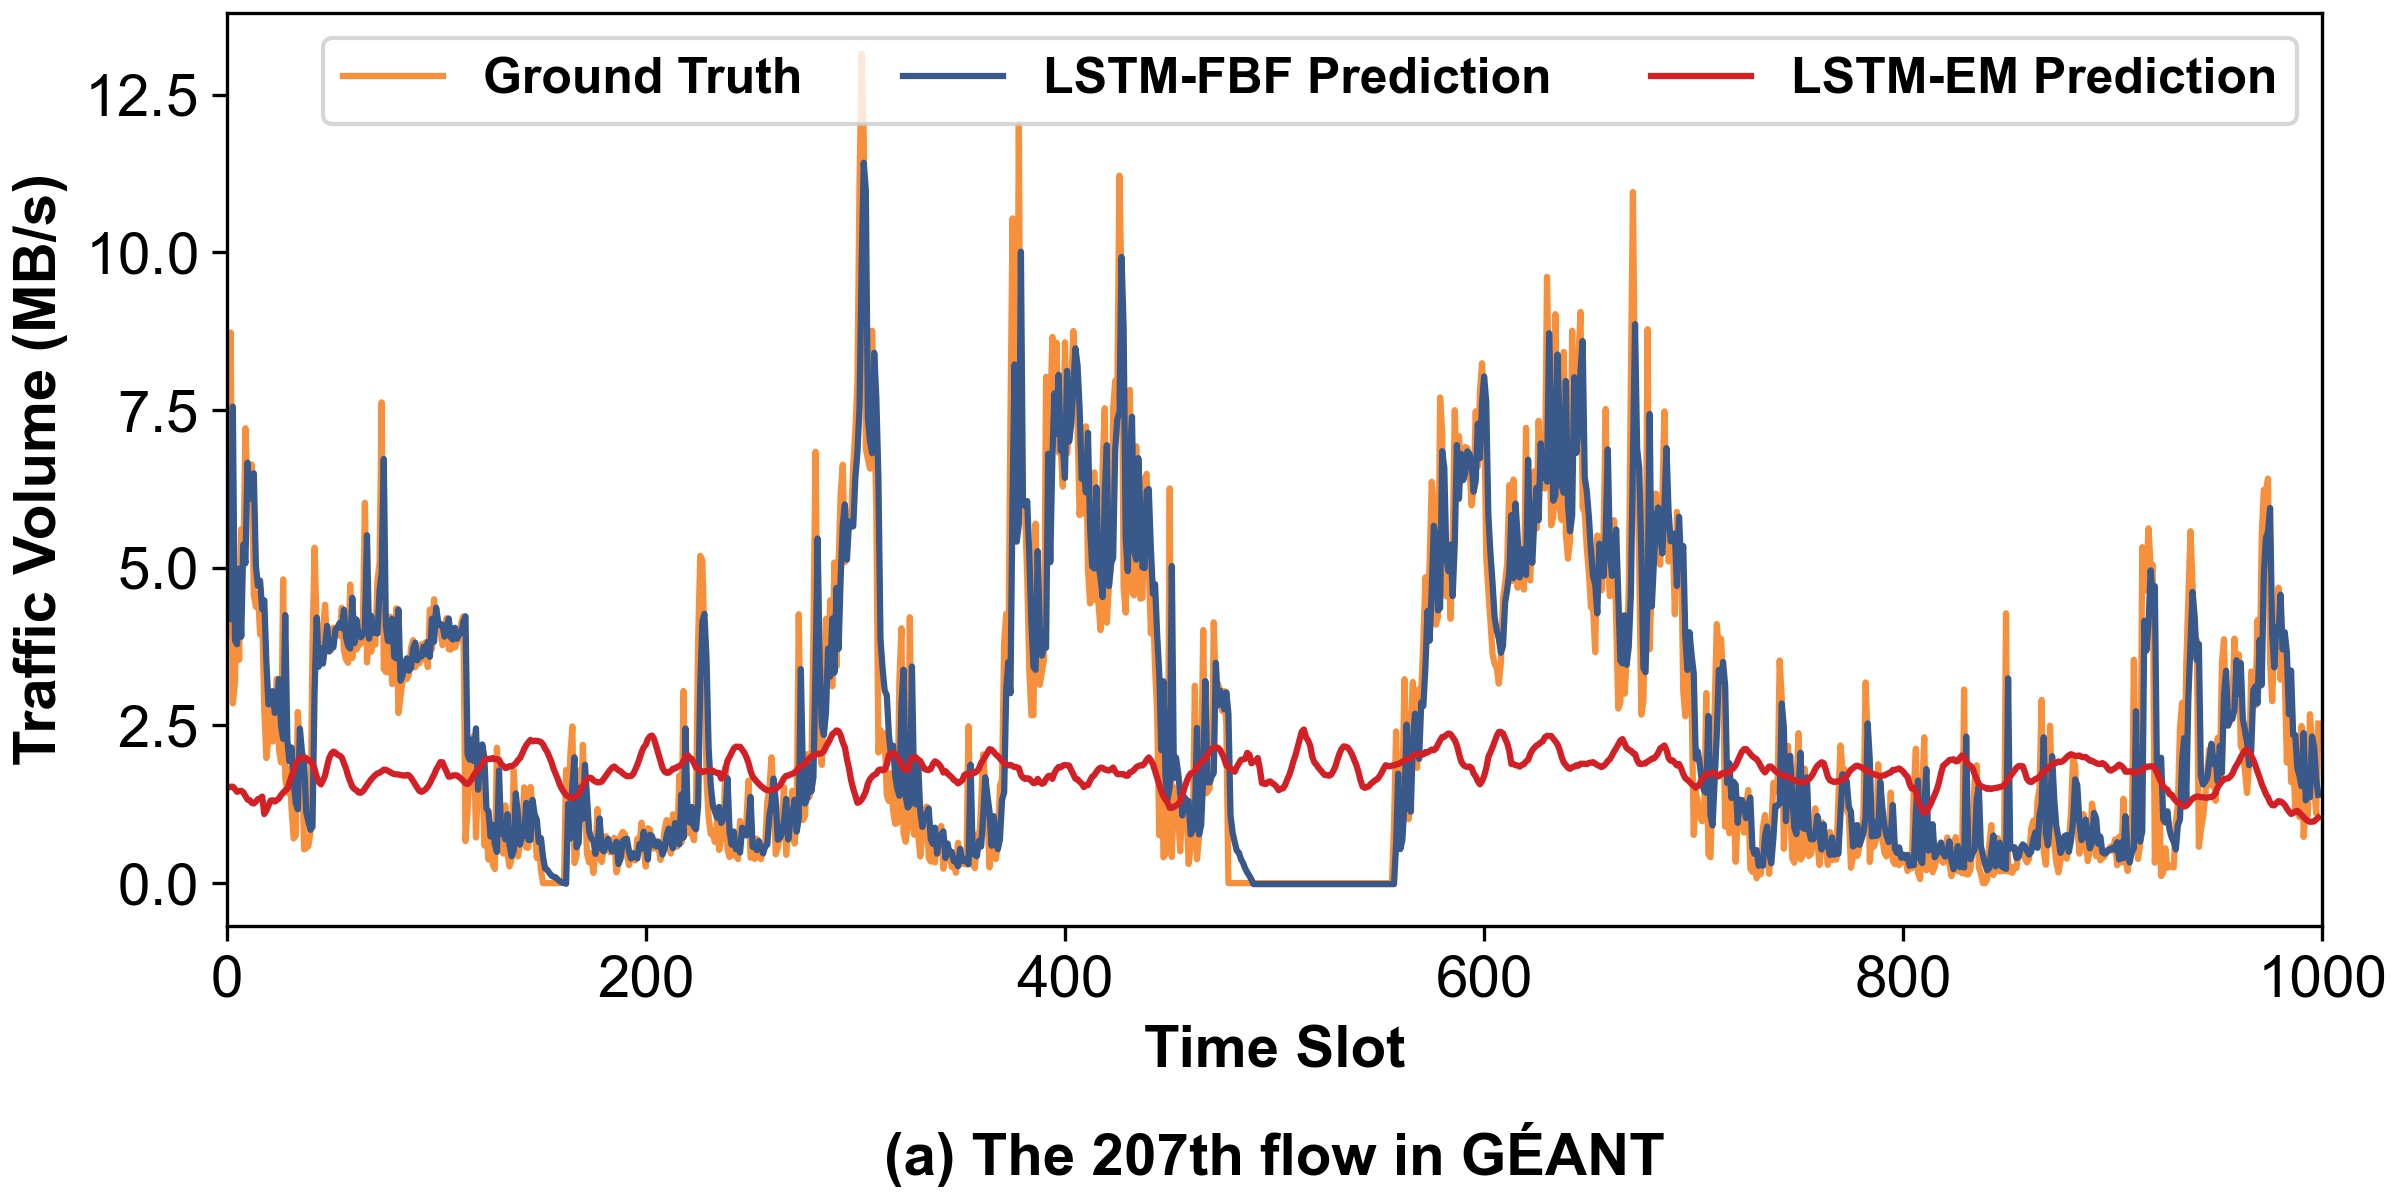 Ground Truth LSTM-FBF Prediction LSTM-EM Prediction
Traffic Volume (MB/s)
12.5
10.0
7.5
5.0
2.5
0.0
0 200 400 600 800 1000
Time Slot
(a) The 207th flow in GÉANT